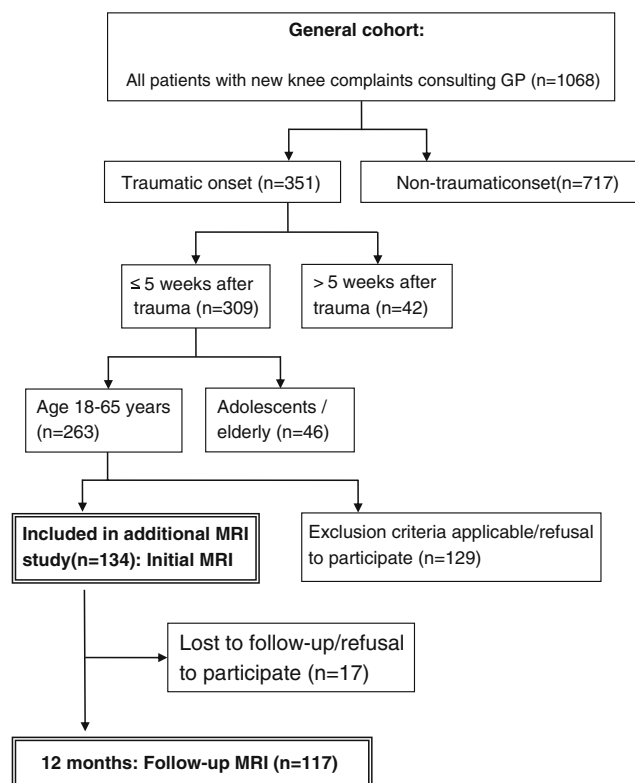 General cohort:
All patients with new knee complaints consulting GP (n=1068)
Traumatic onset (n=351)
Non-traumaticonset(n=717)
≤ 5 weeks after
trauma (n=309)
> 5 weeks after
trauma (n=42)
Age 18-65 years
(n=263)
Adolescents /
elderly (n=46)
Included in additional MRI
study(n=134): Initial MRI
Exclusion criteria applicable/refusal
to participate (n=129)
Lost to follow-up/refusal
to participate (n=17)
12 months: Follow-up MRI (n=117)